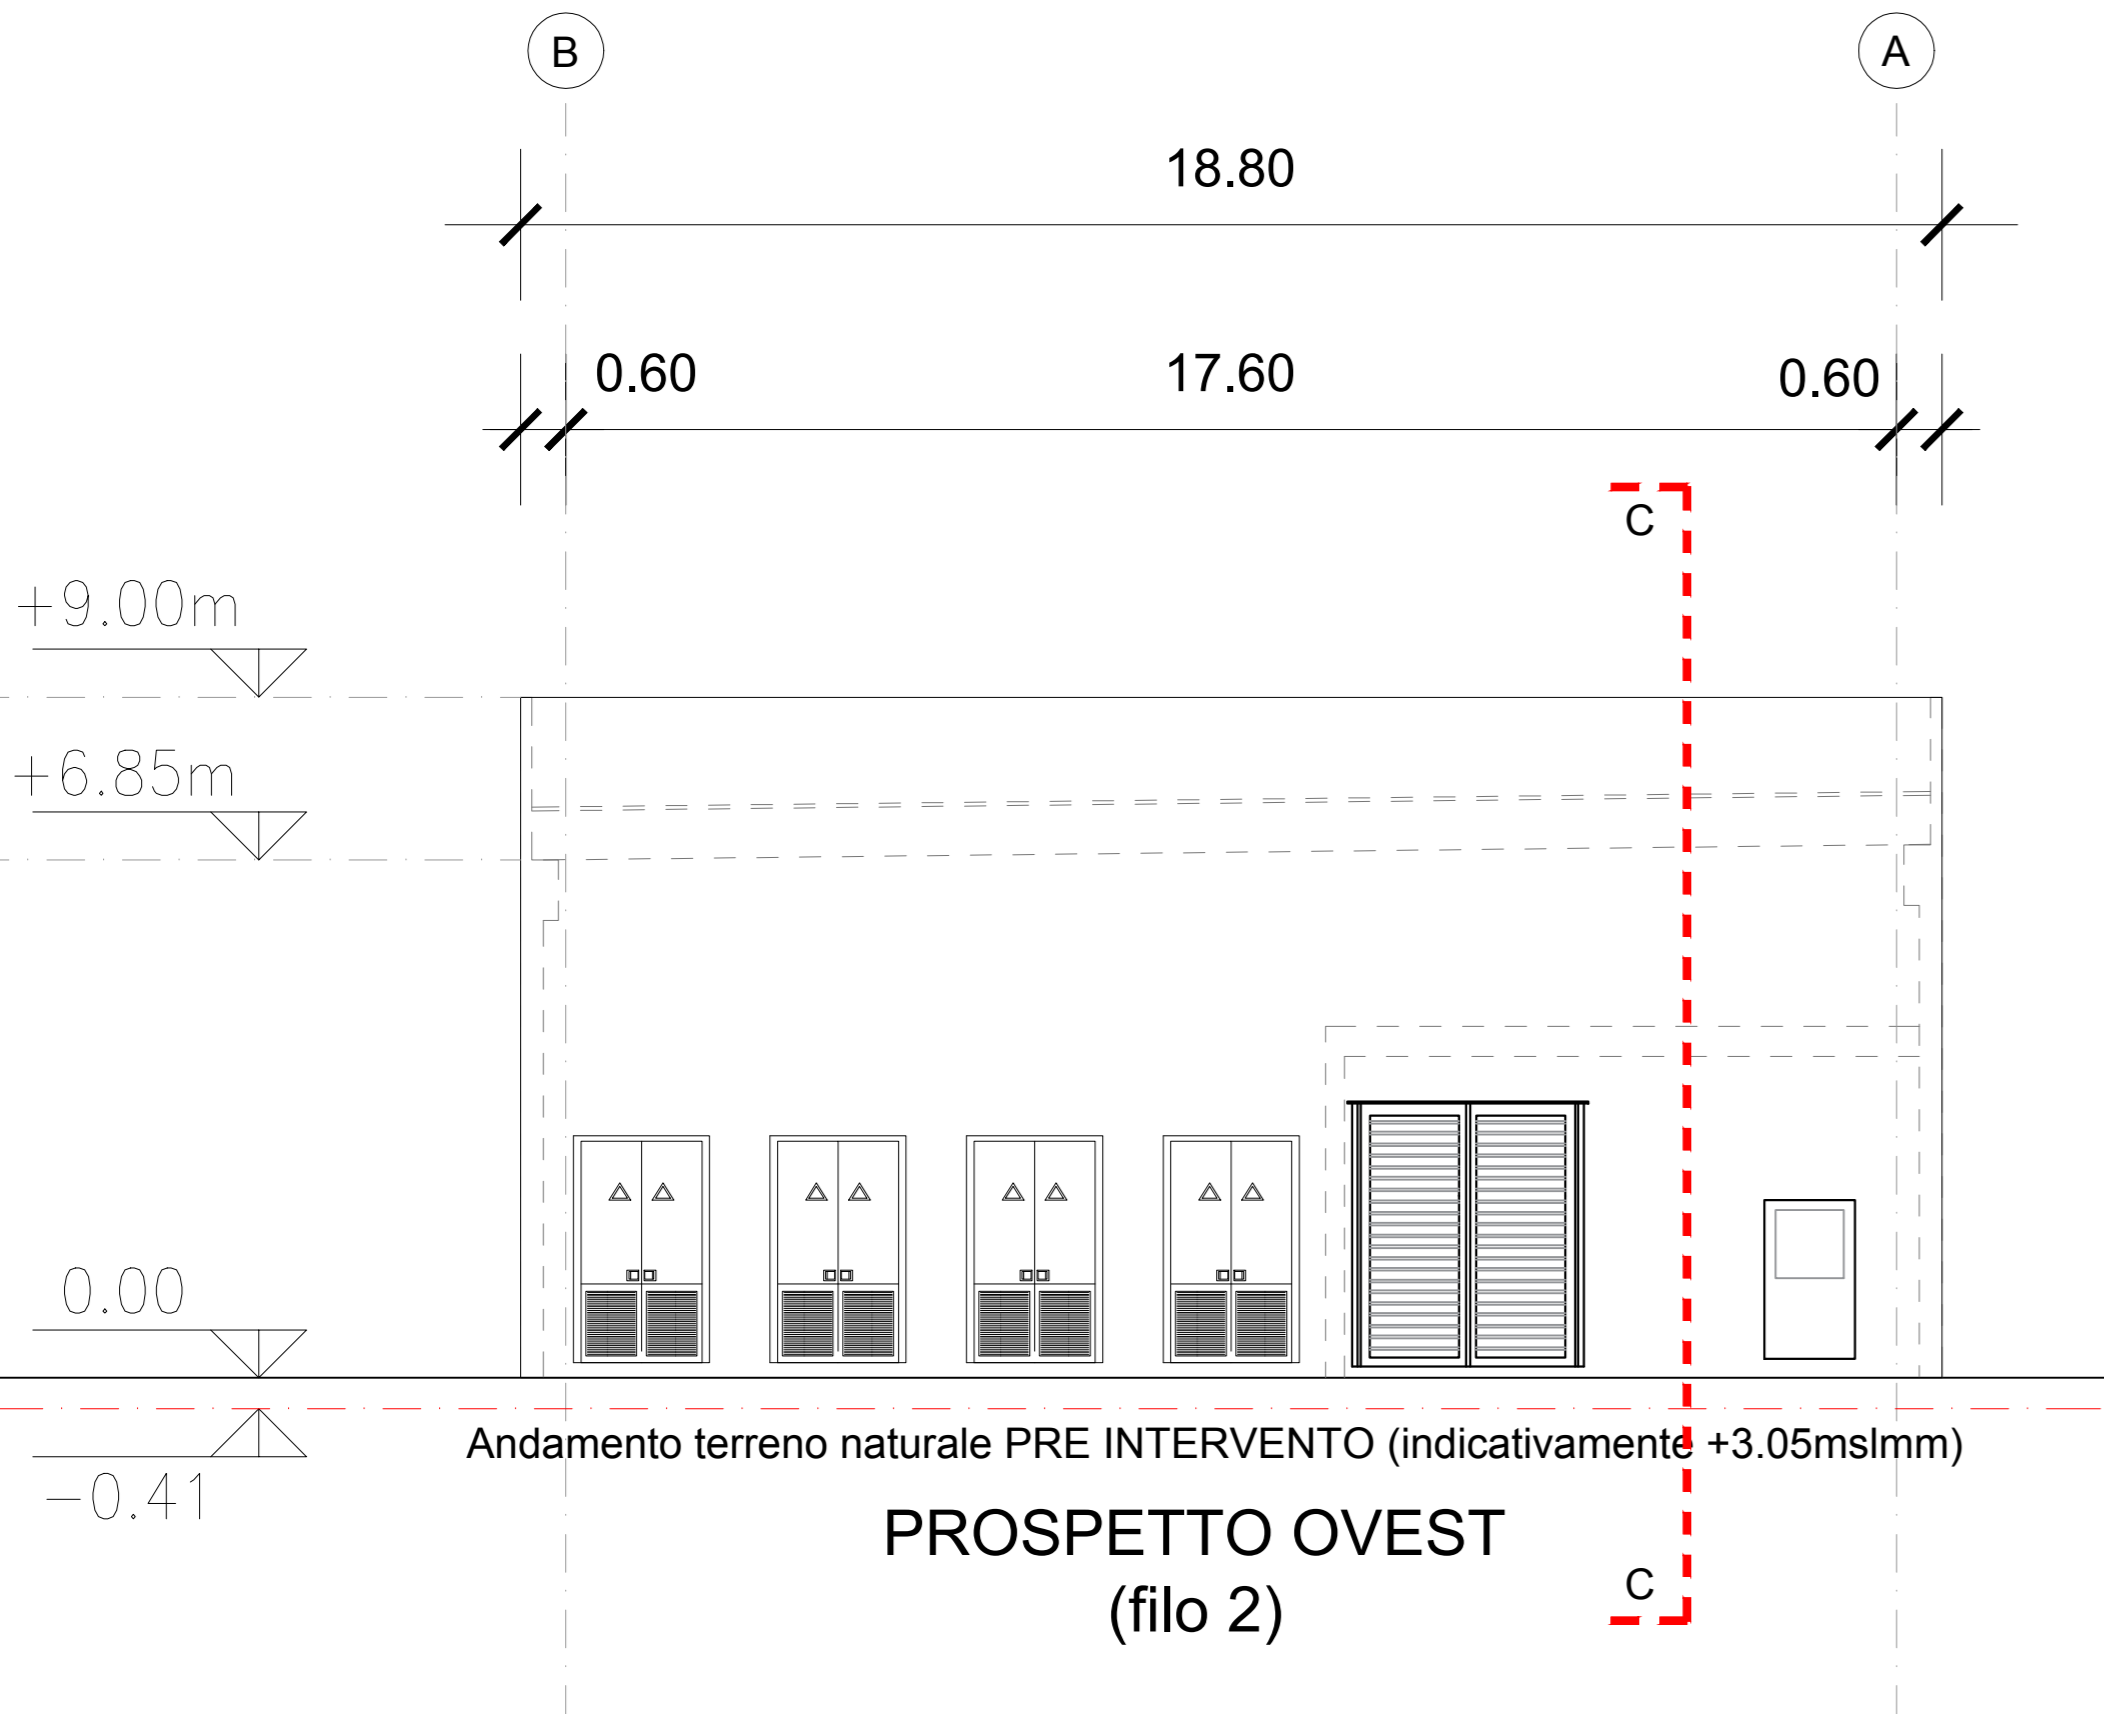 B A
18.80
0.60 17.60 0.60
C
+9.00m
+6.85m
0.00
Andamento terreno naturale PRE INTERVENTO (indicativamente +3.05mslmm)
-0.41
PROSPETTO OVEST
C
(filo 2)